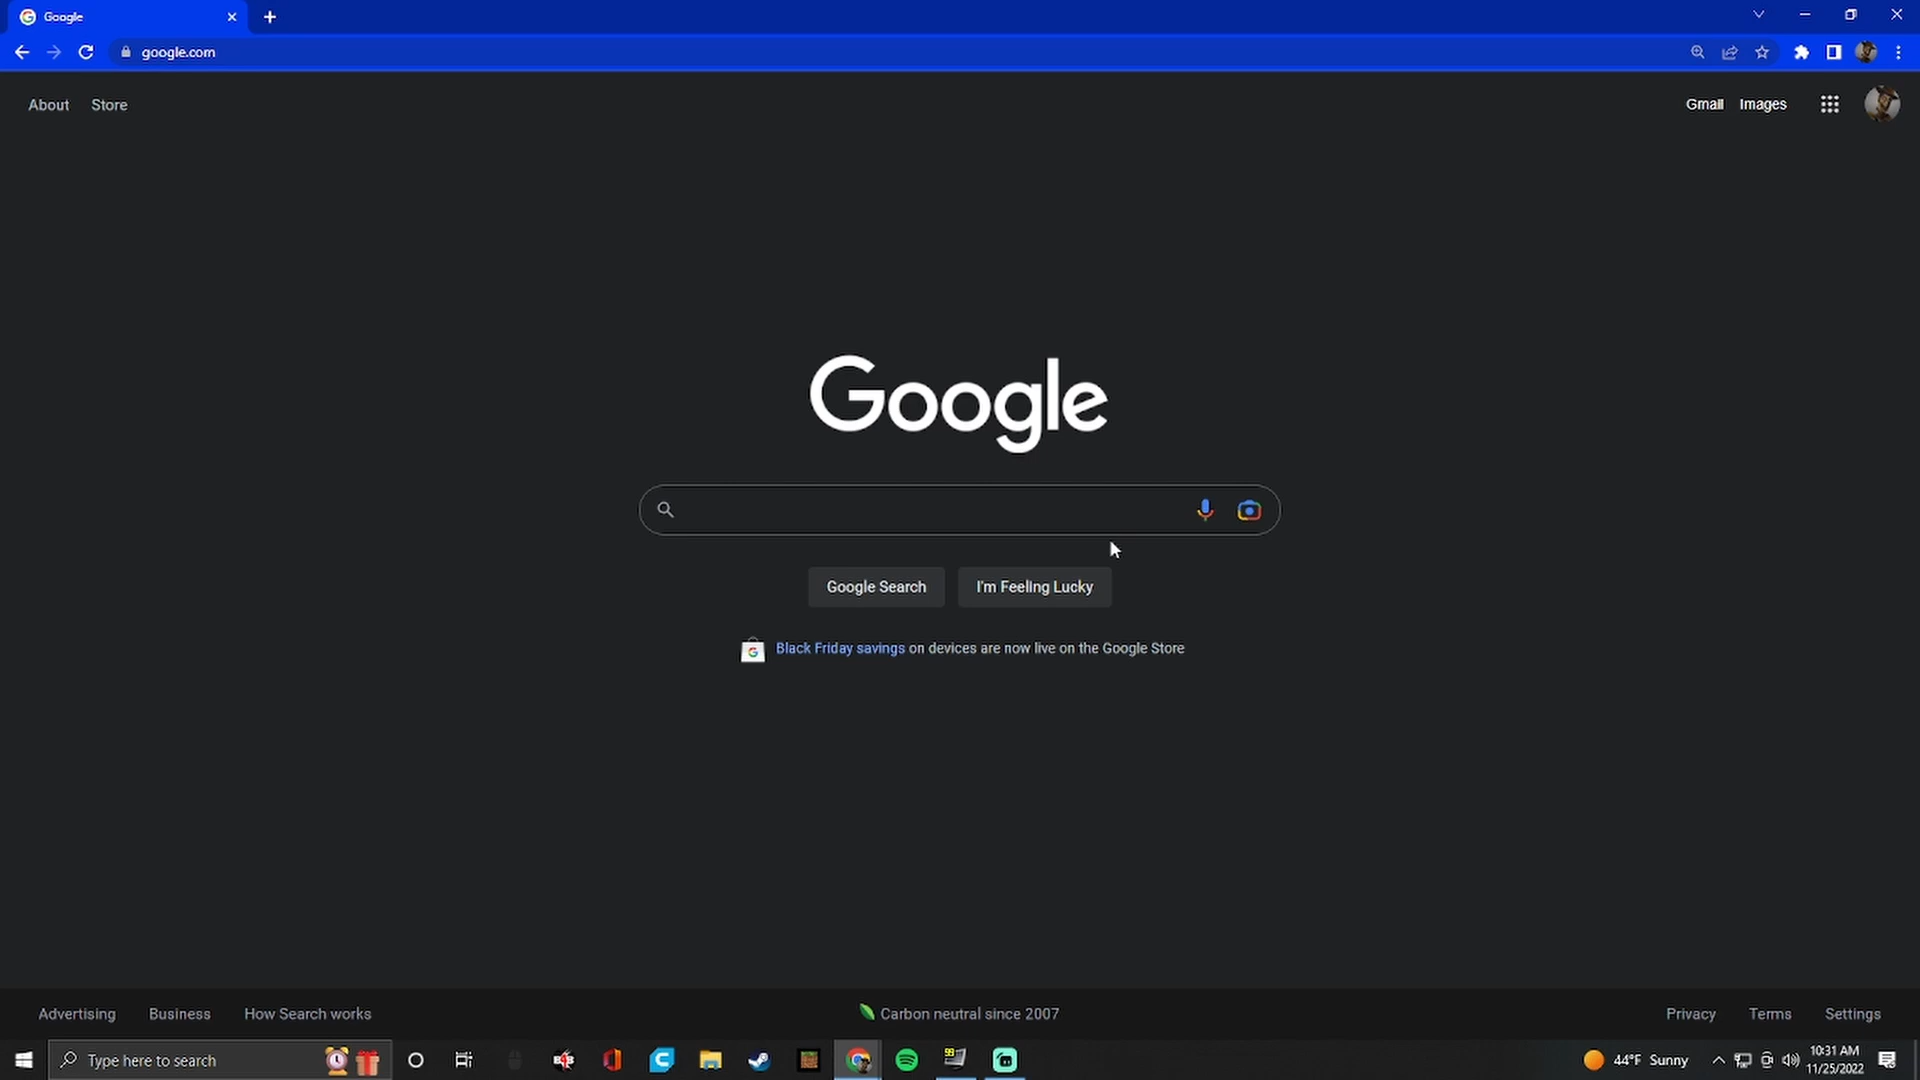 Google
google.com
About Store
Gmail Images
Google
Google Search I'm Feeling Lucky
Black Friday savings on devices are now live on the Google Store
Advertising Business How Search works
Carbon neutral since 2007
Privacy Terms Settings
Type here to search
44°F Sunny
10:31 AM
11/25/2022